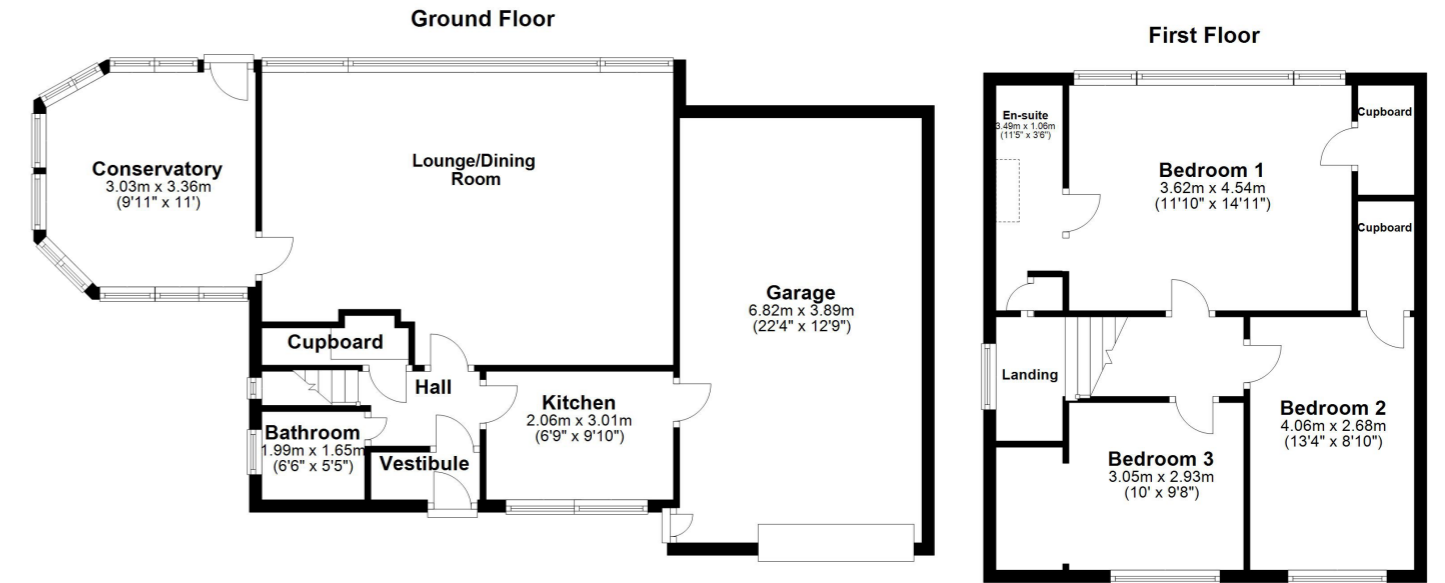 Ground Floor
Conservatory
3.03m x 3.36m
(9'11" x 11')
Lounge/Dining
Room
Garage
6.82m x 3.89m
(22'4" x 12'9")
Cupboard
Hall
Kitchen
2.06m x 3.01m
(6'9" x 9'10")
Bathroom
1.99m x 1.65m
(6'6" x 5'5")
Vestibule
First Floor
En-suite
3.49m x 1.06m
(11'5" x 3'6")
Bedroom 1
3.62m x 4.54m
(11'10" x 14'11")
Cupboard
Cupboard
Landing
Bedroom 2
4.06m x 2.68m
(13'4" x 8'10")
Bedroom 3
3.05m x 2.93m
(10' x 9'8")